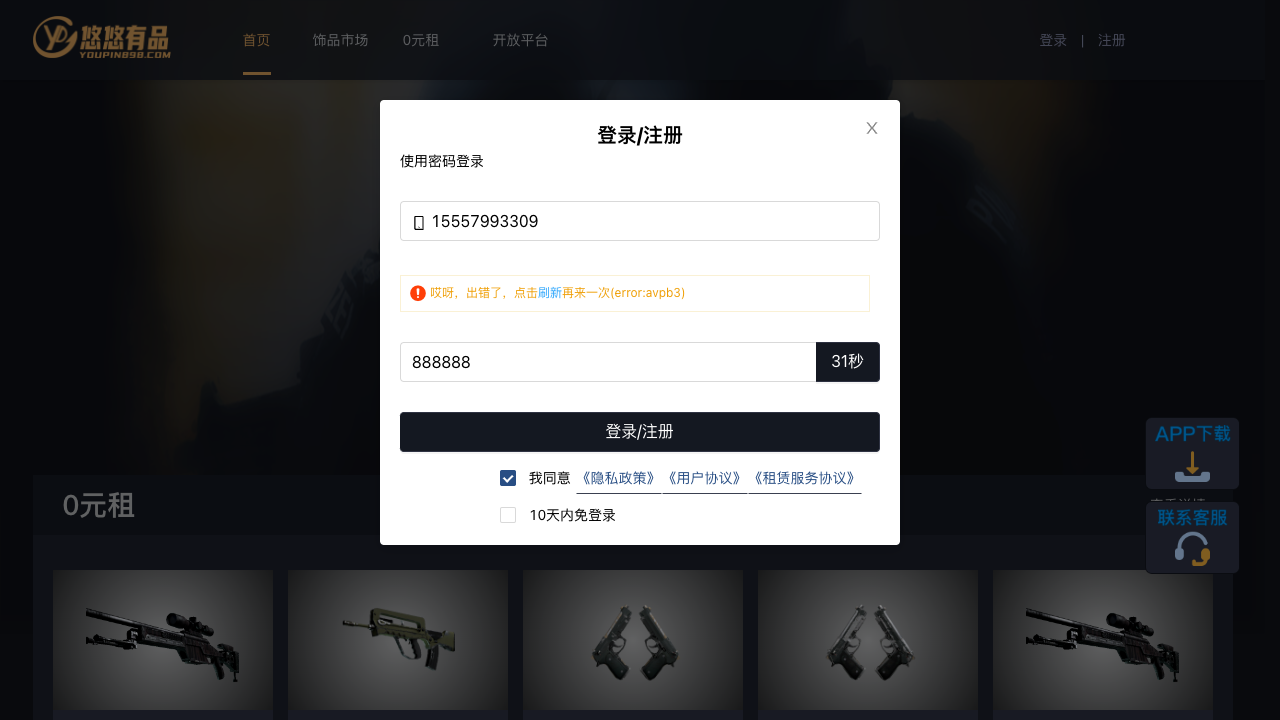 悠悠有品
YOUPIN898.COM
首页
饰品市场
0元租
开放平台
登录 | 注册
登录/注册
X
使用密码登录
15557993309
哎呀，出错了，点击刷新再来一次(error:avpb3)
888888
31秒
登录/注册
我同意 《隐私政策》 《用户协议》 《租赁服务协议》
10天内免登录
APP下载
联系客服
0元租